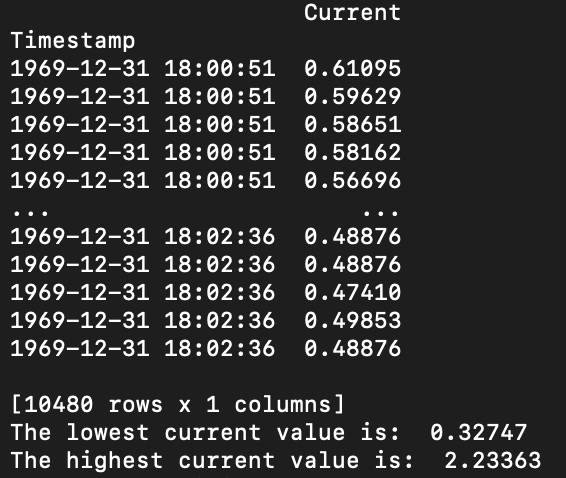 Current
Timestamp
1969-12-31 18:00:51  0.61095
1969-12-31 18:00:51  0.59629
1969-12-31 18:00:51  0.58651
1969-12-31 18:00:51  0.58162
1969-12-31 18:00:51  0.56696
...                      ...
1969-12-31 18:02:36  0.48876
1969-12-31 18:02:36  0.48876
1969-12-31 18:02:36  0.47410
1969-12-31 18:02:36  0.49853
1969-12-31 18:02:36  0.48876
[10480 rows x 1 columns]
The lowest current value is:  0.32747
The highest current value is:  2.23363